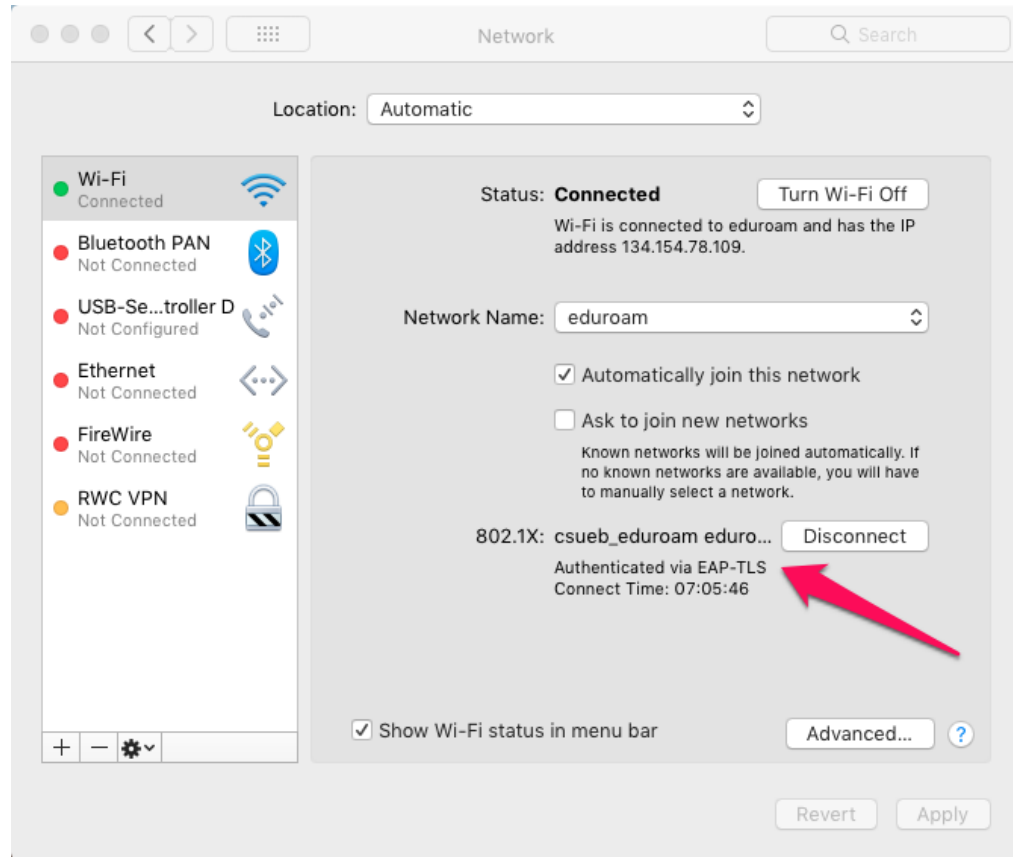 Network
Search
Location: Automatic
Wi-Fi
Connected
Bluetooth PAN
Not Connected
USB-Se...troller D
Not Configured
Ethernet
Not Connected
FireWire
Not Connected
RWC VPN
Not Connected
Status: Connected
Turn Wi-Fi Off
Wi-Fi is connected to eduroam and has the IP
address 134.154.78.109.
Network Name: eduroam
Automatically join this network
Ask to join new networks
Known networks will be joined automatically. If
no known networks are available, you will have
to manually select a network.
802.1X: csueb_eduroam eduro... Disconnect
Authenticated via EAP-TLS
Connect Time: 07:05:46
Show Wi-Fi status in menu bar
Advanced... ?
Revert Apply